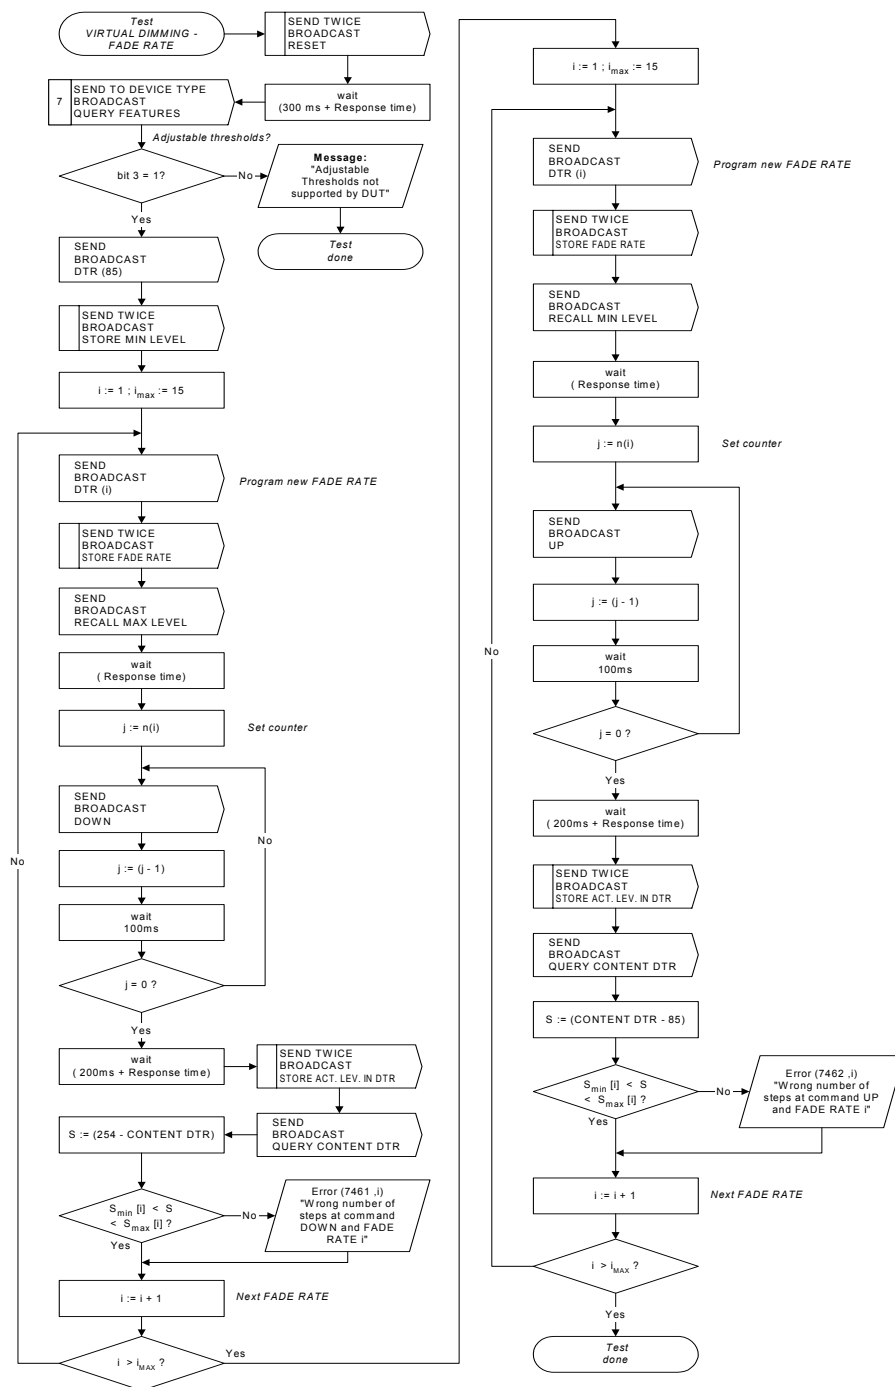 Test
VIRTUAL DIMMING -
FADE RATE
SEND TWICE
BROADCAST
RESET
wait
(300 ms + Response time)
7
SEND TO DEVICE TYPE
BROADCAST
QUERY FEATURES
Adjustable thresholds?
bit 3 = 1?
No
Message:
"Adjustable
Thresholds not
supported by DUT"
Test
done
Yes
SEND
BROADCAST
DTR (85)
SEND TWICE
BROADCAST
STORE MIN LEVEL
i := 1 ; imax := 15
SEND
BROADCAST
DTR (i)
Program new FADE RATE
SEND TWICE
BROADCAST
STORE FADE RATE
SEND
BROADCAST
RECALL MAX LEVEL
wait
( Response time)
j := n(i)
Set counter
SEND
BROADCAST
DOWN
No
j := (j - 1)
No
wait
100ms
j = 0 ?
Yes
wait
( 200ms + Response time)
SEND TWICE
BROADCAST
STORE ACT. LEV. IN DTR
SEND
BROADCAST
QUERY CONTENT DTR
S := (254 - CONTENT DTR)
Smin [i] < S
< Smax [i] ?
No
Error (7461 ,i)
"Wrong number of
steps at command
DOWN and FADE
RATE i"
Yes
i := i + 1
Next FADE RATE
i > iMAX ?
Yes
i := 1 ; imax := 15
SEND
BROADCAST
DTR (i)
Program new FADE RATE
SEND TWICE
BROADCAST
STORE FADE RATE
SEND
BROADCAST
RECALL MIN LEVEL
wait
( Response time)
j := n(i)
Set counter
SEND
BROADCAST
UP
j := (j - 1)
No
wait
100ms
j = 0 ?
Yes
wait
( 200ms + Response time)
SEND TWICE
BROADCAST
STORE ACT. LEV. IN DTR
SEND
BROADCAST
QUERY CONTENT DTR
S := (CONTENT DTR - 85)
Smin [i] < S
< Smax [i] ?
No
Error (7462 ,i)
"Wrong number of
steps at command UP
and FADE RATE i"
Yes
i := i + 1
Next FADE RATE
i > iMAX ?
Yes
Test
done